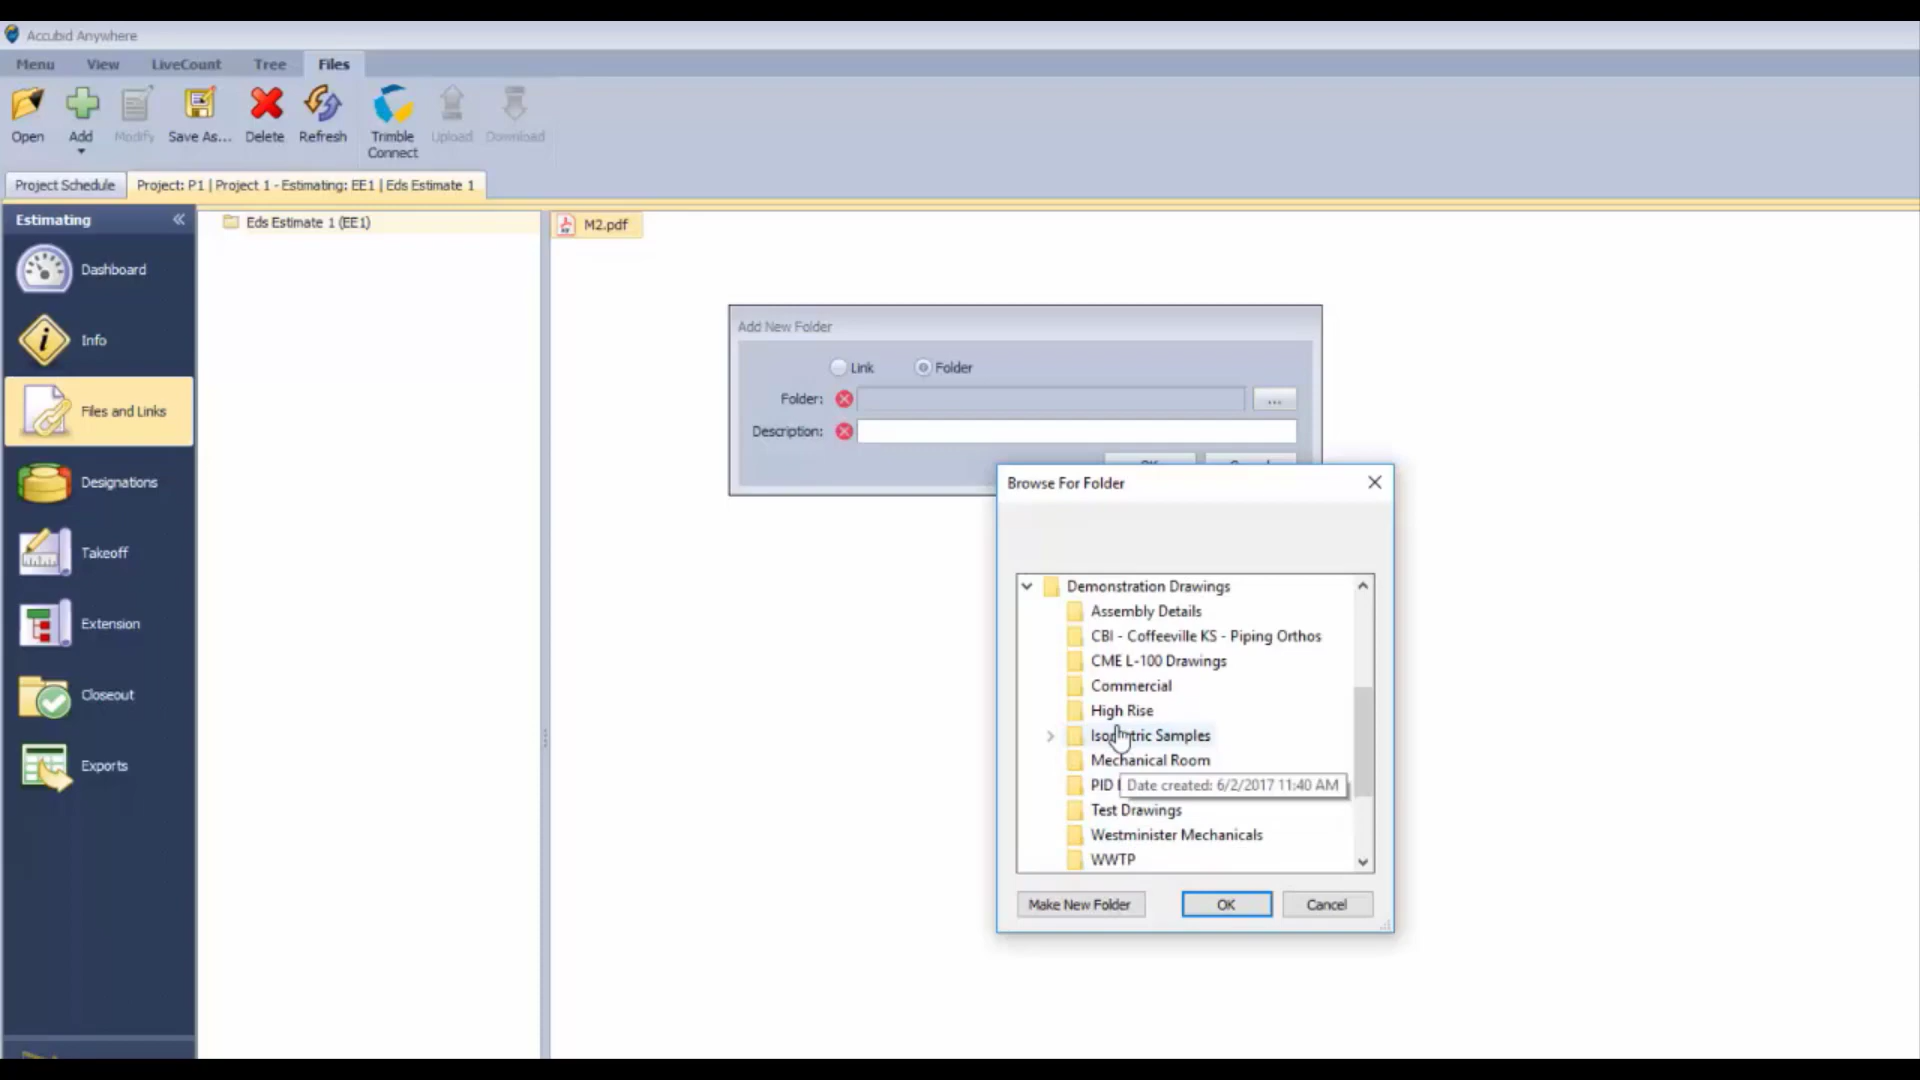 Accubid Anywhere
Menu View LiveCount Tree Files
Open Add Modify Save As... Delete Refresh Trimble Connect Upload Download
Project Schedule Project: P1 | Project 1 - Estimating: EE1 | Eds Estimate 1
Estimating «
Eds Estimate 1 (EE1)
M2.pdf
Dashboard
Info
Files and Links
Designations
Takeoff
Extension
Closeout
Exports
Add New Folder
Link Folder
Folder: ...
Description:
Browse For Folder
Demonstration Drawings
Assembly Details
CBI - Coffeeville KS - Piping Orthos
CME L-100 Drawings
Commercial
High Rise
Isometric Samples
Mechanical Room
PID
Date created: 6/2/2017 11:40 AM
Test Drawings
Westminister Mechanicals
WWTP
Make New Folder OK Cancel